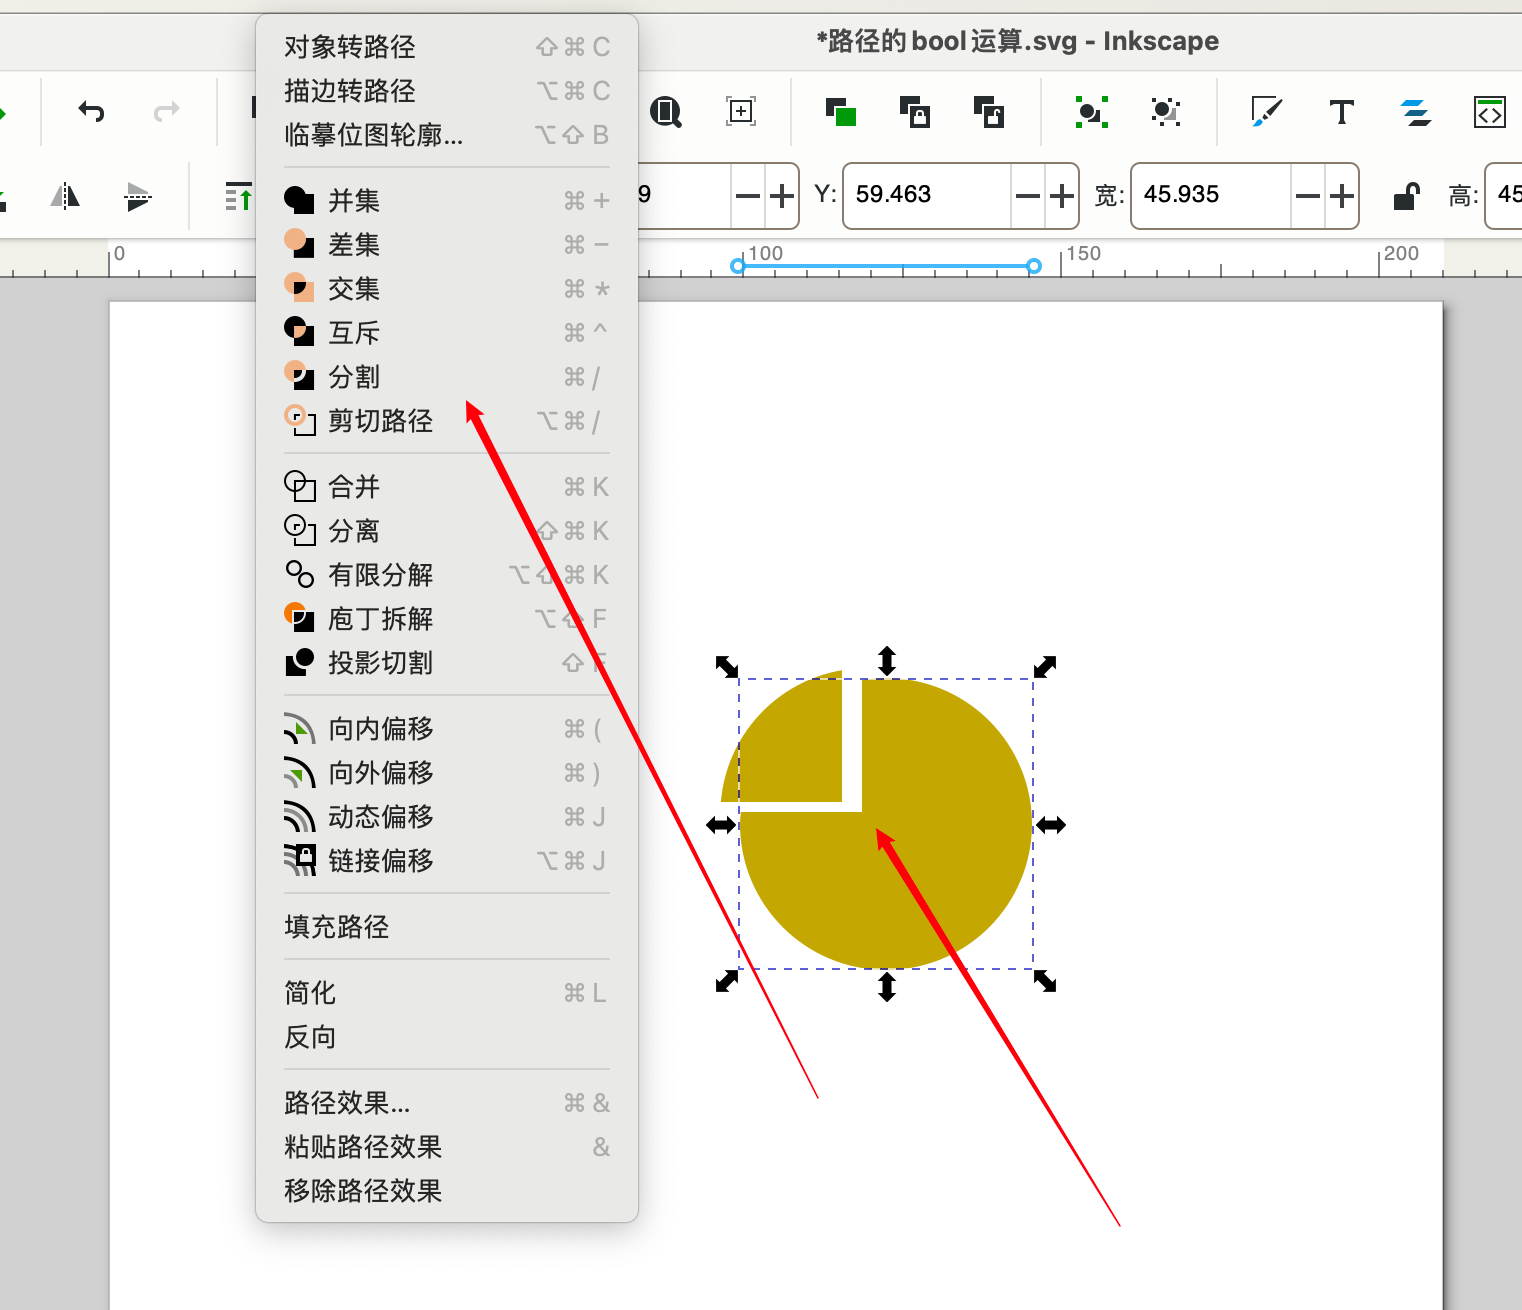 *路径的 bool 运算.svg - Inkscape
9
Y:
59.463
宽:
45.935
高:
45
0
100
150
200
对象转路径 ⇧⌘C
描边转路径 ⌥⌘C
临摹位图轮廓... ⌥⇧B
并集 ⌘+
差集 ⌘−
交集 ⌘*
互斥 ⌘^
分割 ⌘/
剪切路径 ⌥⌘/
合并 ⌘K
分离 ⇧⌘K
有限分解 ⌥⇧⌘K
庖丁拆解 ⌥⇧F
投影切割 ⇧F
向内偏移 ⌘(
向外偏移 ⌘)
动态偏移 ⌘J
链接偏移 ⌥⌘J
填充路径
简化 ⌘L
反向
路径效果... ⌘&
粘贴路径效果 &
移除路径效果